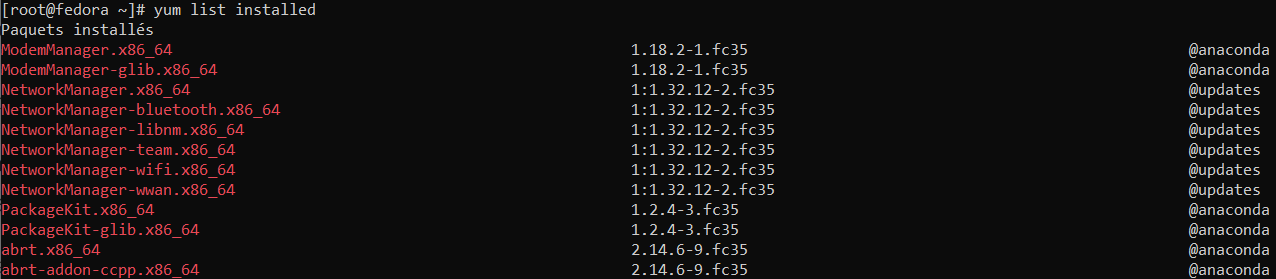 [root@fedora ~]# yum list installed
Paquets installés
ModemManager.x86_64 1.18.2-1.fc35 @anaconda
ModemManager-glib.x86_64 1.18.2-1.fc35 @anaconda
NetworkManager.x86_64 1:1.32.12-2.fc35 @updates
NetworkManager-bluetooth.x86_64 1:1.32.12-2.fc35 @updates
NetworkManager-libnm.x86_64 1:1.32.12-2.fc35 @updates
NetworkManager-team.x86_64 1:1.32.12-2.fc35 @updates
NetworkManager-wifi.x86_64 1:1.32.12-2.fc35 @updates
NetworkManager-wwan.x86_64 1:1.32.12-2.fc35 @updates
PackageKit.x86_64 1.2.4-3.fc35 @anaconda
PackageKit-glib.x86_64 1.2.4-3.fc35 @anaconda
abrt.x86_64 2.14.6-9.fc35 @anaconda
abrt-addon-ccpp.x86_64 2.14.6-9.fc35 @anaconda